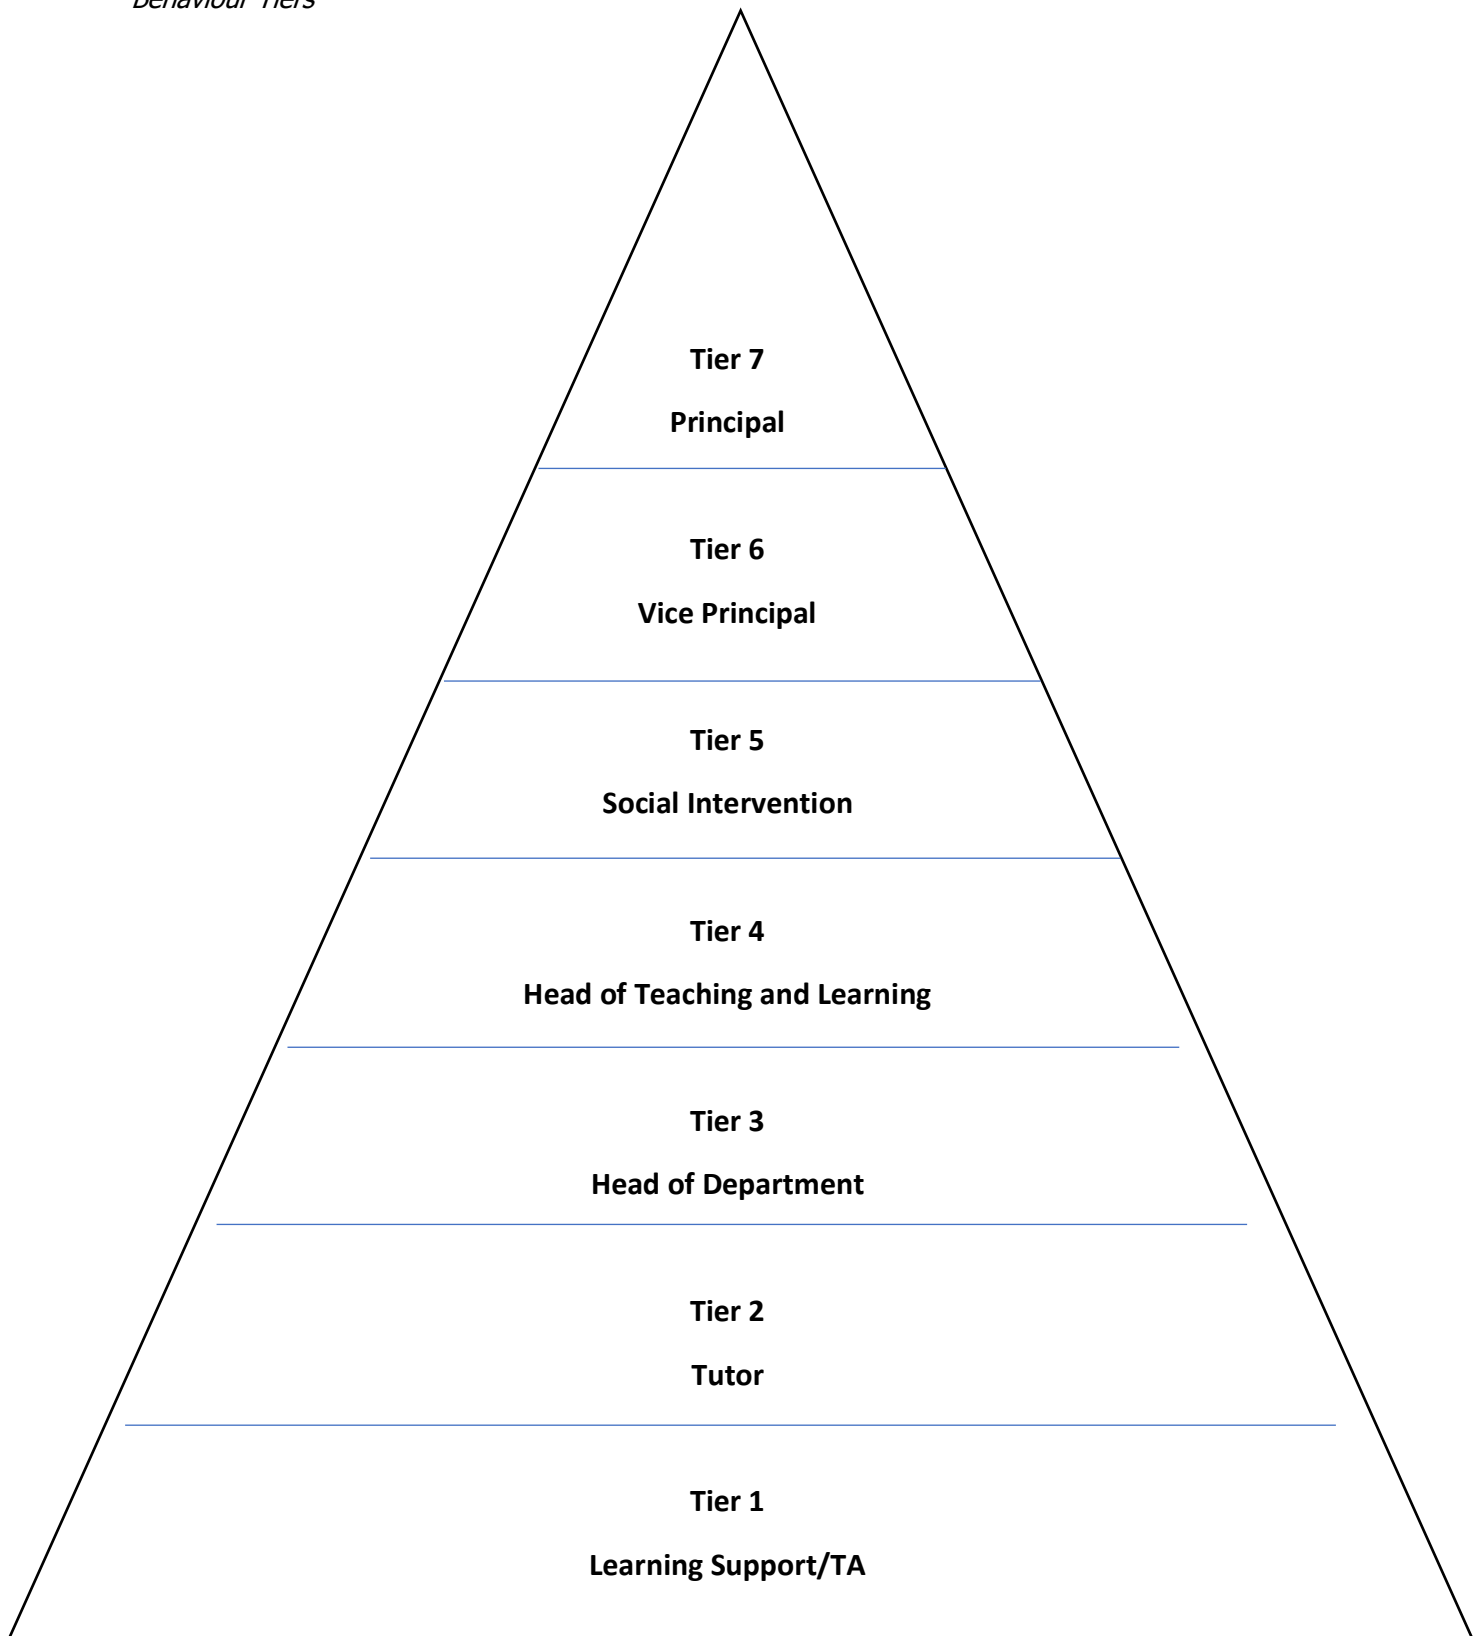 Behaviour Tiers
Tier 7
Principal
Tier 6
Vice Principal
Tier 5
Social Intervention
Tier 4
Head of Teaching and Learning
Tier 3
Head of Department
Tier 2
Tutor
Tier 1
Learning Support/TA